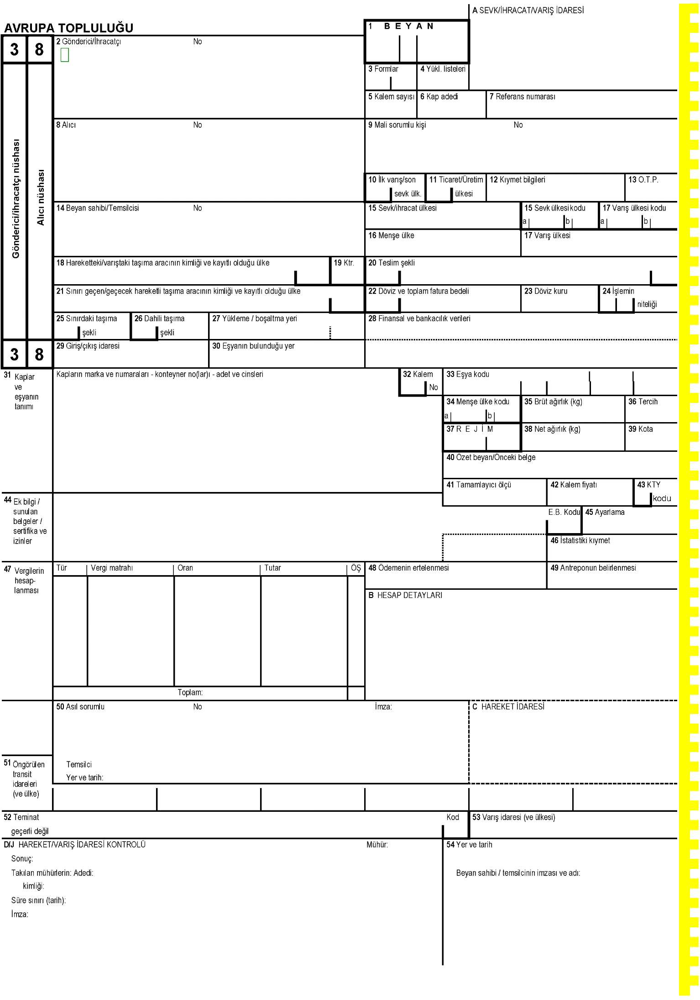 A SEVK/İHRACAT/VARIŞ İDARESİ
AVRUPA TOPLULUĞU
1 B E Y A N
3 8
2 Gönderici/İhracatçı No
3 Formlar 4 Yükl. listeleri
5 Kalem sayısı 6 Kap adedi 7 Referans numarası
Gönderici/ihracatçı nüshası
Alıcı nüshası
8 Alıcı No 9 Mali sorumlu kişi No
10 İlk varış/son 11 Ticaret/Üretim 12 Kıymet bilgileri 13 O.T.P.
sevk ülk. ülkesi
14 Beyan sahibi/Temsilcisi No 15 Sevk/ihracat ülkesi 15 Sevk ülkesi kodu 17 Varış ülkesi kodu
a b a b
16 Menşe ülke 17 Varış ülkesi
18 Hareketteki/varıştaki taşıma aracının kimliği ve kayıtlı olduğu ülke 19 Ktr. 20 Teslim şekli
21 Sınırı geçen/geçecek hareketli taşıma aracının kimliği ve kayıtlı olduğu ülke 22 Döviz ve toplam fatura bedeli 23 Döviz kuru 24 İşlemin
niteliği
25 Sınırdaki taşıma 26 Dahili taşıma 27 Yükleme / boşaltma yeri 28 Finansal ve bankacılık verileri
şekli şekli
3 8 29 Giriş/çıkış idaresi 30 Eşyanın bulunduğu yer
31 Kaplar Kapların marka ve numaraları - konteyner no(lar)ı - adet ve cinsleri 32 Kalem 33 Eşya kodu
ve No
eşyanın
tanımı
34 Menşe ülke kodu 35 Brüt ağırlık (kg) 36 Tercih
a b
37 R E J İ M 38 Net ağırlık (kg) 39 Kota
40 Özet beyan/Önceki belge
41 Tamamlayıcı ölçü 42 Kalem fiyatı 43 KTY
kodu
44 Ek bilgi /
sunulan
belgeler /
sertifika ve
izinler
E.B. Kodu 45 Ayarlama
46 İstatistiki kıymet
47 Vergilerin
hesap-
lanması
Tür Vergi matrahı Oran Tutar ÖŞ 48 Ödemenin ertelenmesi 49 Antreponun belirlenmesi
B HESAP DETAYLARI
Toplam:
50 Asıl sorumlu No İmza: C HAREKET İDARESİ
Temsilci
Yer ve tarih:
51 Öngörülen
transit
idareleri
(ve ülke)
52 Teminat Kod 53 Varış idaresi (ve ülkesi)
geçerli değil
D/J HAREKET/VARIŞ İDARESİ KONTROLÜ Mühür: 54 Yer ve tarih
Sonuç:
Takılan mühürlerin: Adedi: Beyan sahibi / temsilcinin imzası ve adı:
kimliği:
Süre sınırı (tarih):
İmza: